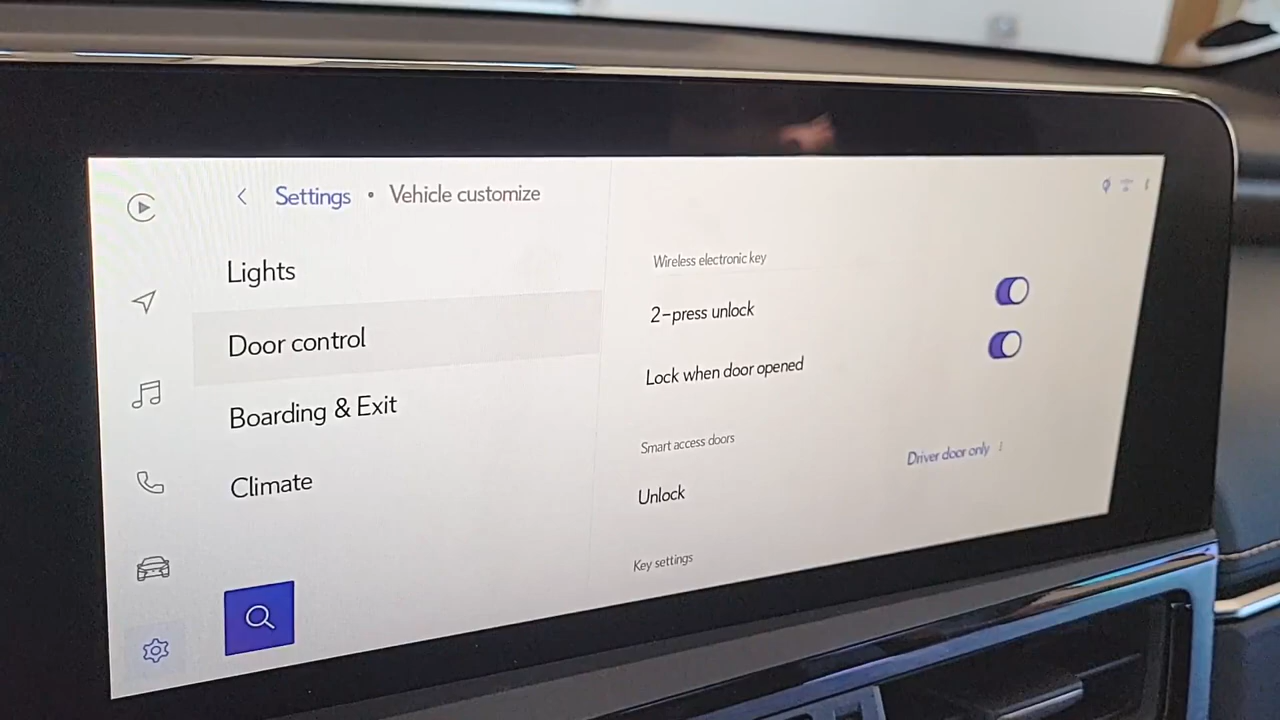 Settings • Vehicle customize
Lights
Door control
Boarding & Exit
Climate
Wireless electronic key
2-press unlock
Lock when door opened
Smart access doors
Unlock
Driver door only
Key settings